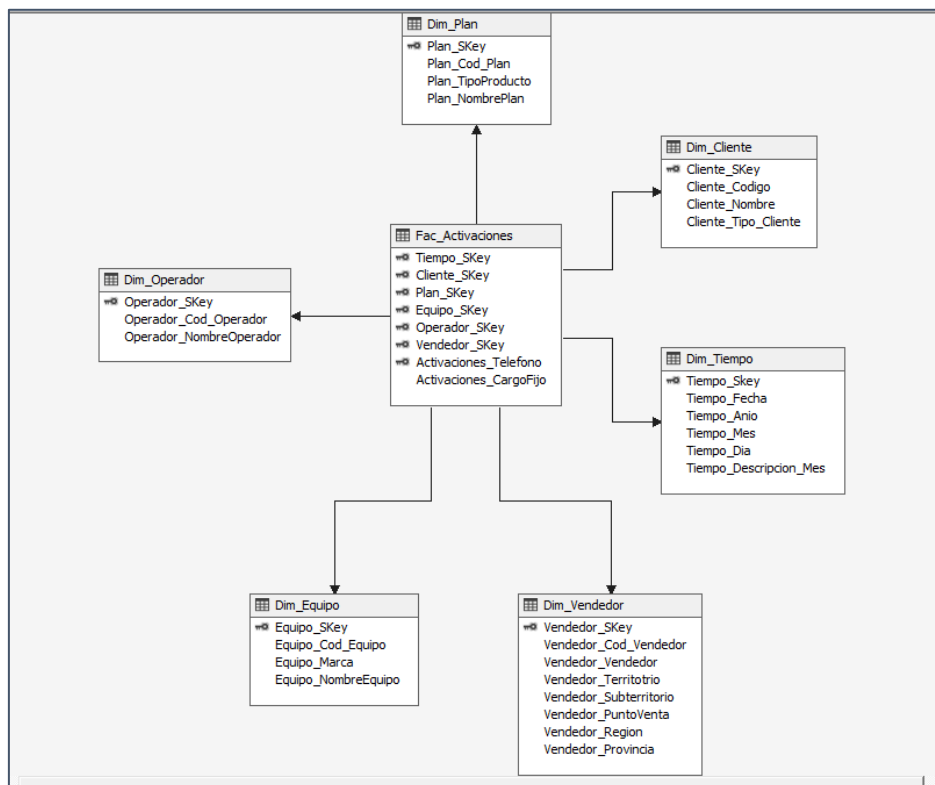 Dim_Plan
Plan_SKey
Plan_Cod_Plan
Plan_TipoProducto
Plan_NombrePlan
Dim_Cliente
Cliente_SKey
Cliente_Codigo
Cliente_Nombre
Cliente_Tipo_Cliente
Fac_Activaciones
Tiempo_SKey
Cliente_SKey
Plan_SKey
Equipo_SKey
Operador_SKey
Vendedor_SKey
Activaciones_Telefono
Activaciones_CargoFijo
Dim_Operador
Operador_SKey
Operador_Cod_Operador
Operador_NombreOperador
Dim_Tiempo
Tiempo_Skey
Tiempo_Fecha
Tiempo_Anio
Tiempo_Mes
Tiempo_Dia
Tiempo_Descripcion_Mes
Dim_Equipo
Equipo_SKey
Equipo_Cod_Equipo
Equipo_Marca
Equipo_NombreEquipo
Dim_Vendedor
Vendedor_SKey
Vendedor_Cod_Vendedor
Vendedor_Vendedor
Vendedor_Territotrio
Vendedor_Subterritorio
Vendedor_PuntoVenta
Vendedor_Region
Vendedor_Provincia